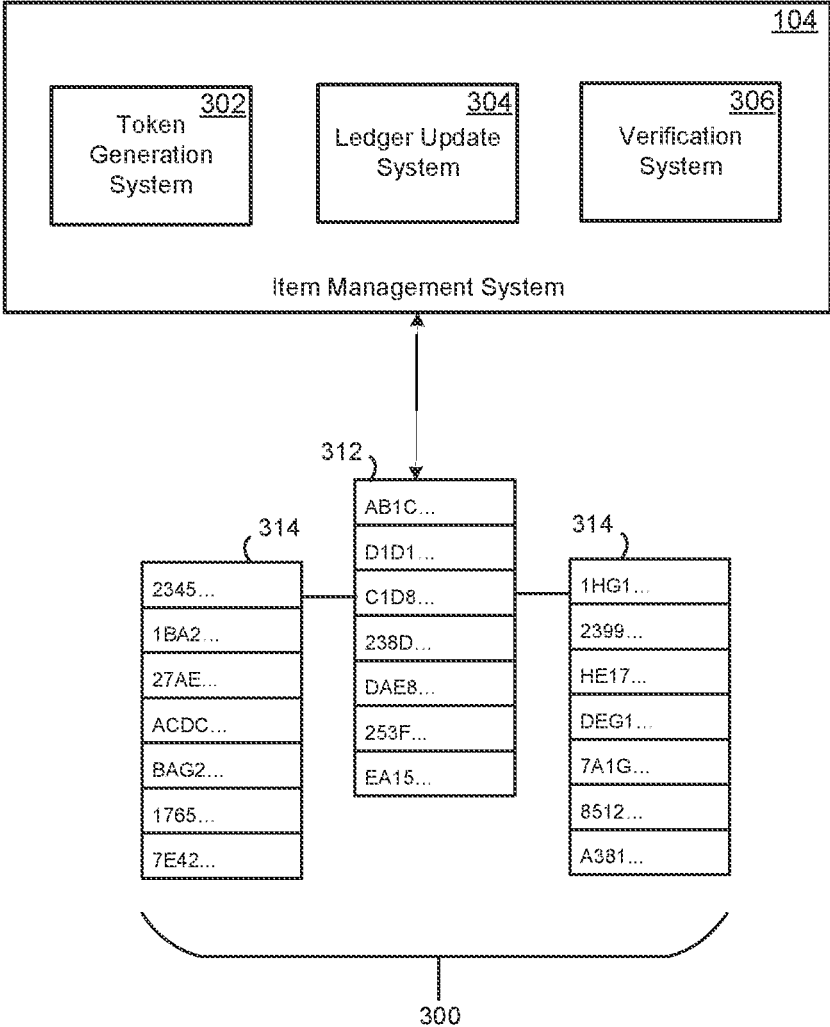 104
302
Token
Generation
System
304
Ledger Update
System
306
Verification
System
Item Management System
312
AB1C...
D1D1...
C1D8...
238D...
DAE8...
253F...
EA15...
314
2345...
1BA2...
27AE...
ACDC...
BAG2...
1765...
7E42...
314
1HG1...
2399...
HE17...
DEG1...
7A1G...
8512...
A381...
300